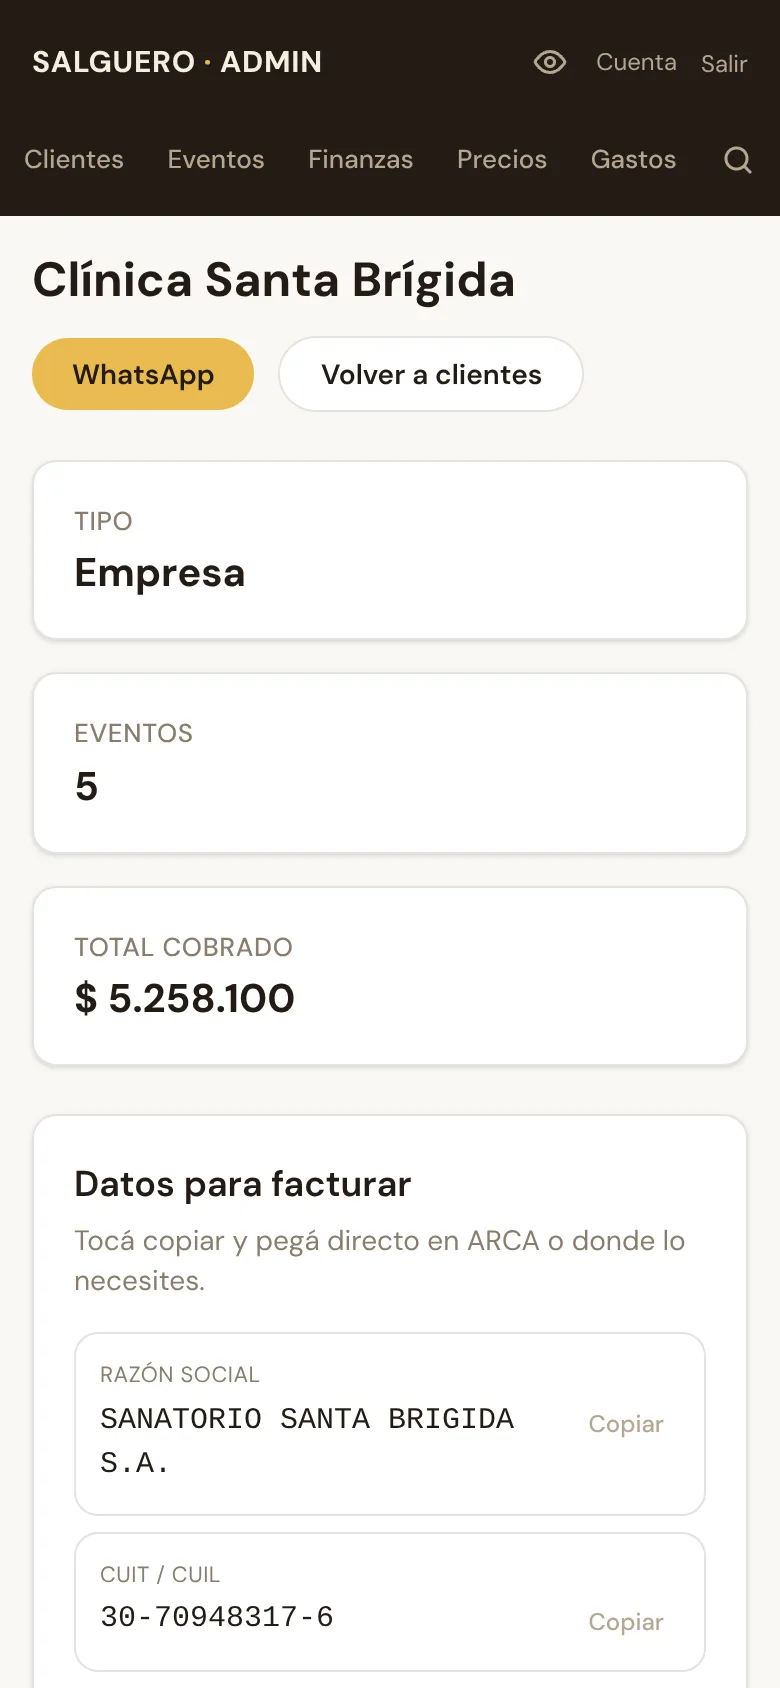 SALGUERO · ADMIN
Cuenta
Salir
Clientes
Eventos
Finanzas
Precios
Gastos
Clínica Santa Brígida
WhatsApp
Volver a clientes
TIPO
Empresa
EVENTOS
5
TOTAL COBRADO
$ 5.258.100
Datos para facturar
Tocá copiar y pegá directo en ARCA o donde lo
necesites.
RAZÓN SOCIAL
SANATORIO SANTA BRIGIDA
S.A.
Copiar
CUIT / CUIL
30-70948317-6
Copiar